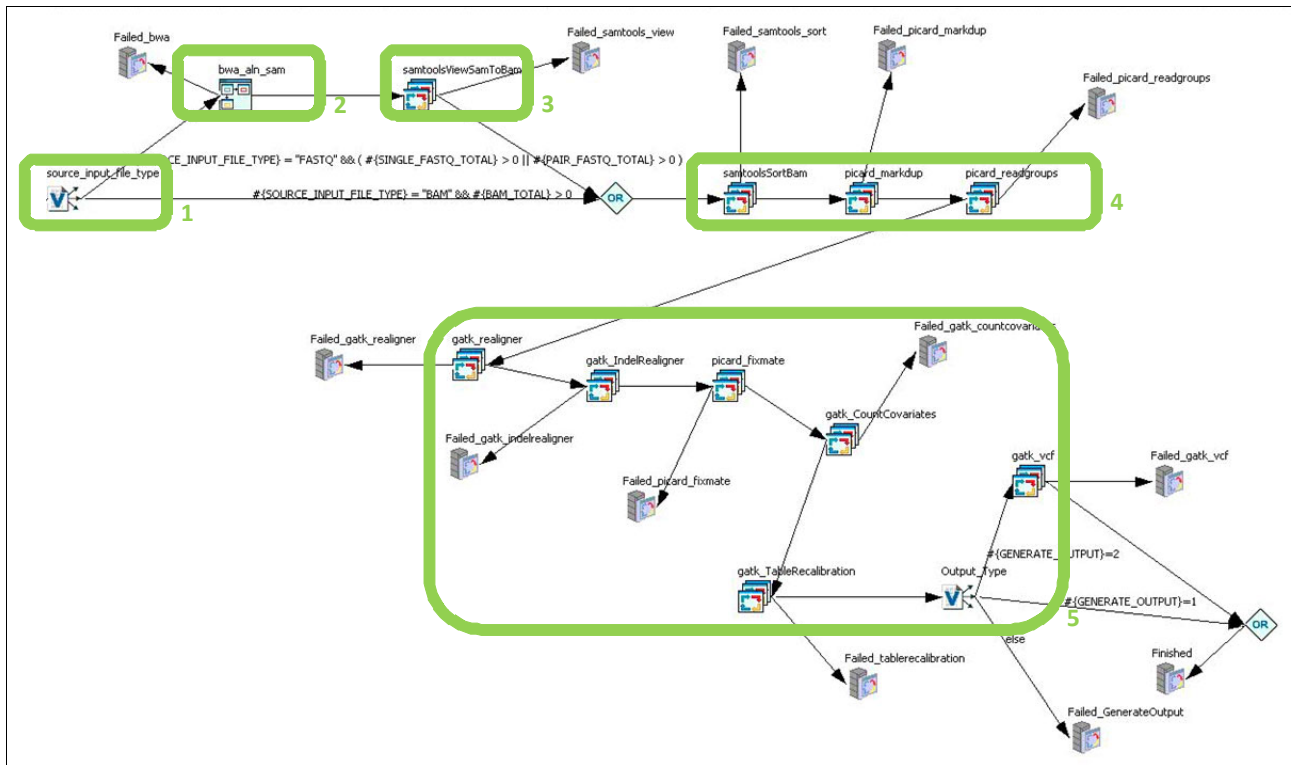 Failed_bwa
Failed_samtools_view
Failed_samtools_sort
Failed_picard_markdup
bwa_aln_sam
samtoolsViewSamToBam
Failed_picard_readgroups
2
3
CE_INPUT_FILE_TYPE} = "FASTQ" && ( #{SINGLE_FASTQ_TOTAL} > 0 || #{PAIR_FASTQ_TOTAL} > 0 )
source_input_file_type
samtoolsSortBam
picard_markdup
picard_readgroups
V
#{SOURCE_INPUT_FILE_TYPE} = "BAM" && #{BAM_TOTAL} > 0
OR
1
4
Failed_gatk_realigner
gatk_realigner
Failed_gatk_countcovariates
gatk_IndelRealigner
picard_fixmate
gatk_CountCovariates
Failed_gatk_indelrealigner
gatk_vcf
Failed_gatk_vcf
Failed_picard_fixmate
#{GENERATE_OUTPUT}=2
gatk_TableRecalibration
Output_Type
V
#{GENERATE_OUTPUT}=1
5
OR
else
Failed_tablerecalibration
Finished
Failed_GenerateOutput